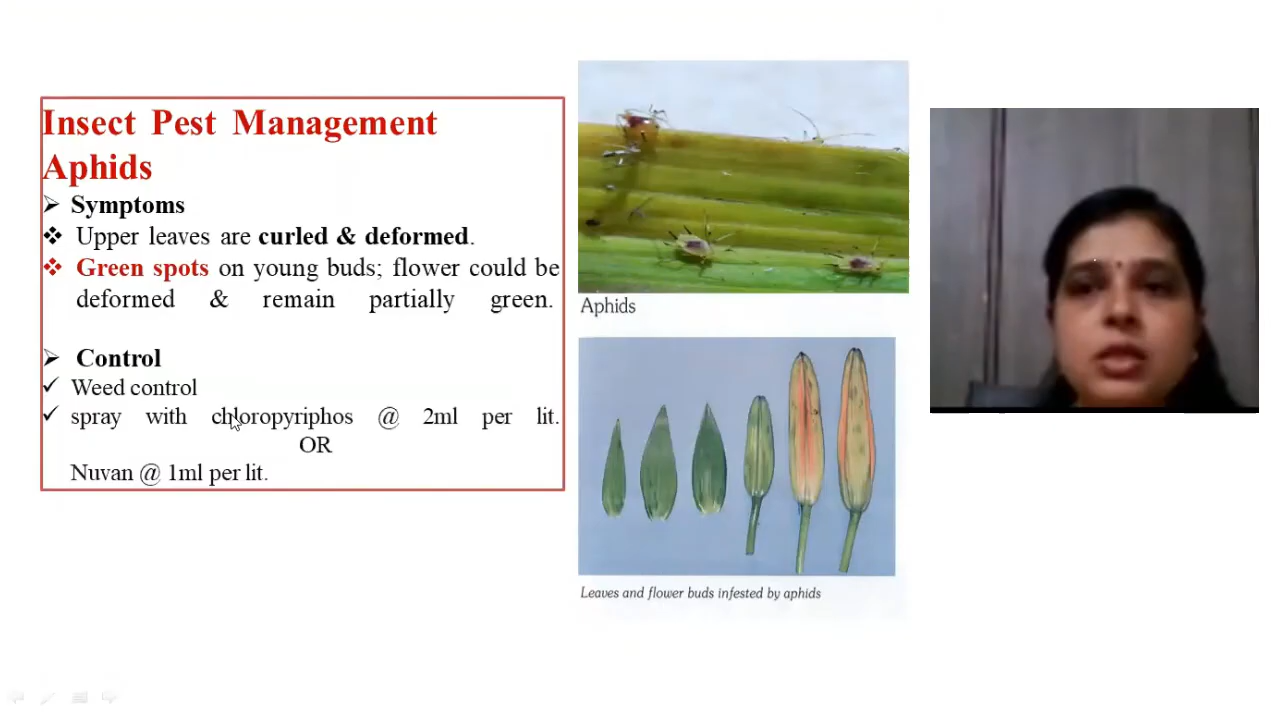 Insect Pest Management
Aphids
Symptoms
Upper leaves are curled & deformed.
Green spots on young buds; flower could be
deformed & remain partially green.
Control
Weed control
spray with chloropyriphos @ 2ml per lit.
OR
Nuvan @ 1ml per lit.
Aphids
Leaves and flower buds infested by aphids